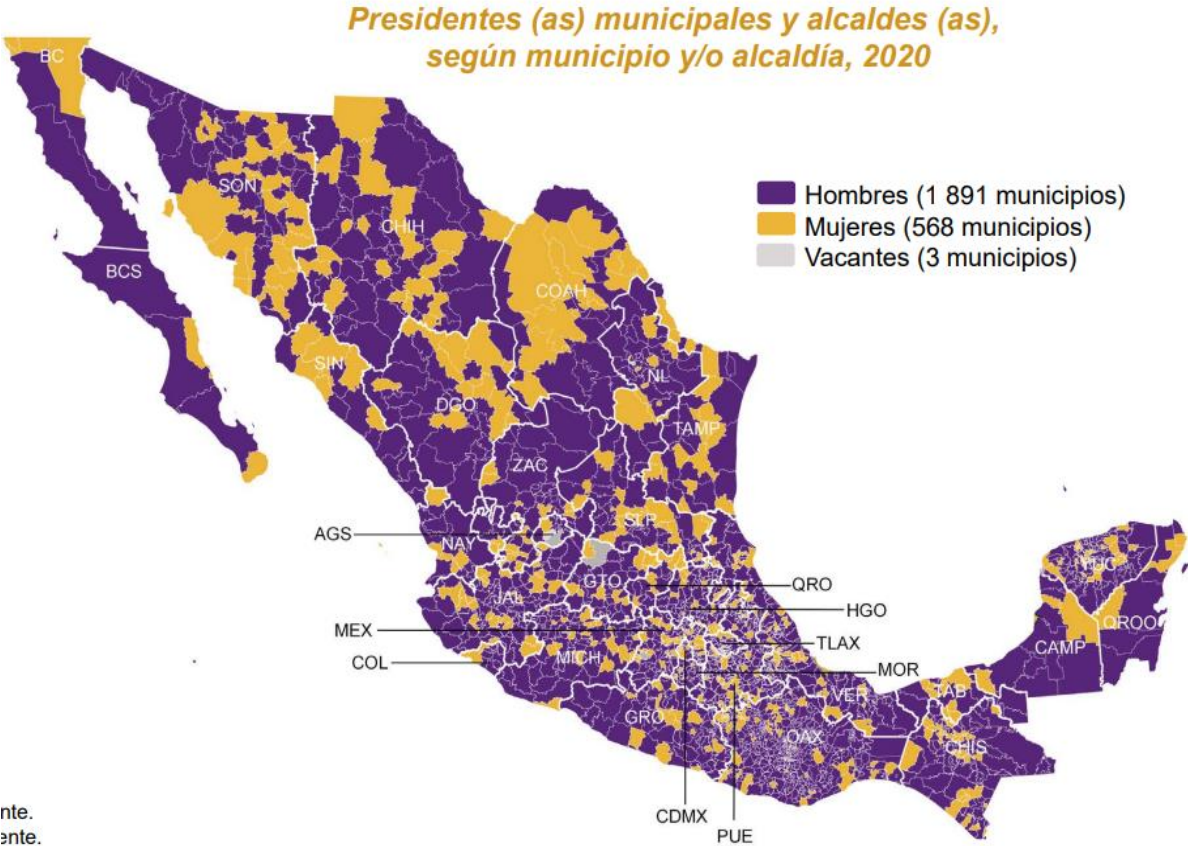 Presidentes (as) municipales y alcaldes (as),
según municipio y/o alcaldía, 2020
BC
SON
CHIH
BCS
COAH
SIN
NL
DGO
TAMP
ZAC
SLP
AGS
NAY
GTO
JAL
QRO
HGO
MEX
TLAX
COL
MICH
MOR
GRO
VER
OAX
TAB
CHIS
CAMP
QROO
YUC
CDMX
PUE
Hombres (1 891 municipios)
Mujeres (568 municipios)
Vacantes (3 municipios)
nte.
ente.